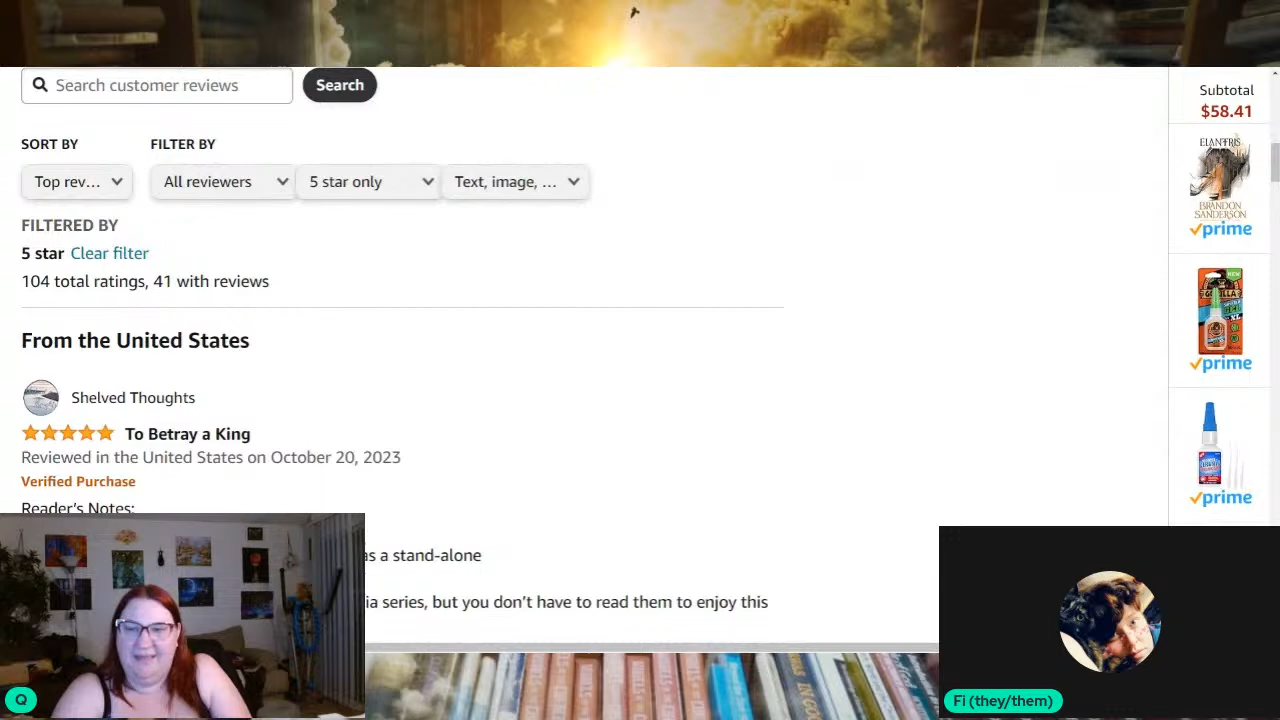 Search customer reviews
Search
SORT BY
FILTER BY
Top rev...
All reviewers
5 star only
Text, image, ...
FILTERED BY
5 star Clear filter
104 total ratings, 41 with reviews
From the United States
Shelved Thoughts
To Betray a King
Reviewed in the United States on October 20, 2023
Verified Purchase
Reader's Notes:
as a stand-alone
ia series, but you don't have to read them to enjoy this
Subtotal
$58.41
ELANTRIS
BRANDON
SANDERSON
prime
prime
prime
Q
Fi (they/them)